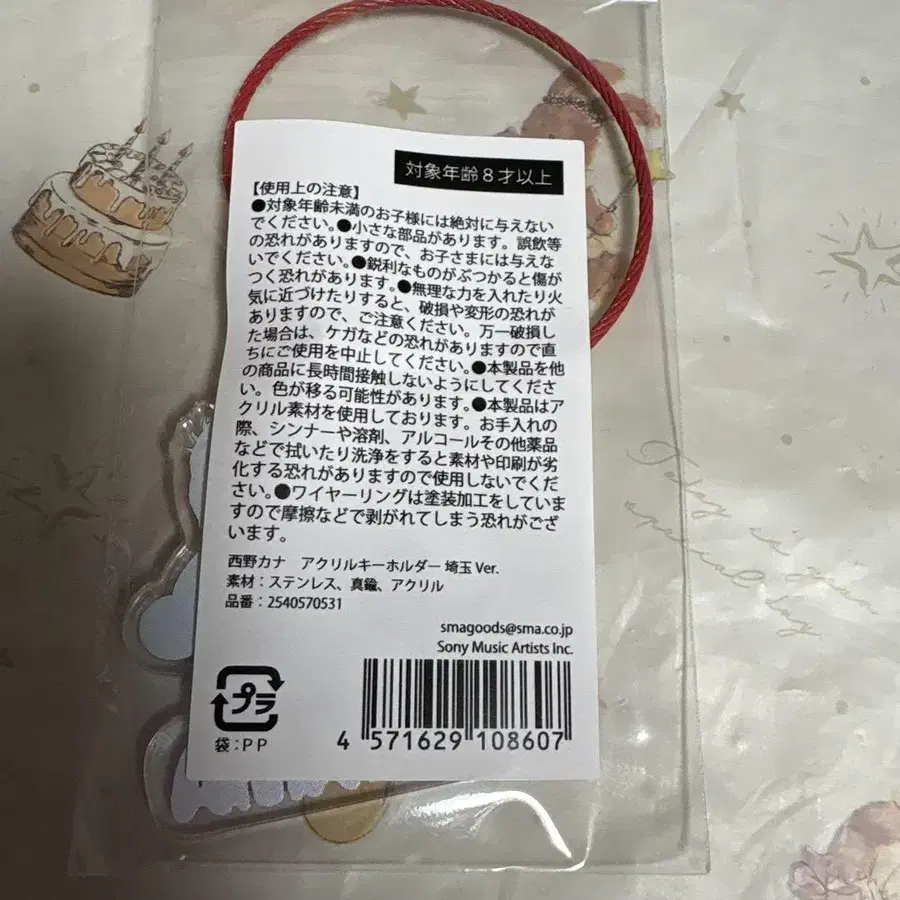 対象年齢8才以上
【使用上の注意】
●対象年齢未満のお子様には絶対に与えない
でください。●小さな部品があります。誤飲等
の恐れがありますので、お子さまには与えな
いでください。●鋭利なものがぶつかると傷が
つく恐れがあります。●無理な力を入れたり火
気に近づけたりすると、破損や変形の恐れが
ありますので、ご注意ください。万一破損し
た場合は、ケガなどの恐れがありますので直
ちにご使用を中止してください。●本製品を他
の商品に長時間接触しないようにしてくださ
い。色が移る可能性があります。●本製品はア
クリル素材を使用しております。お手入れの
際、シンナーや溶剤、アルコールその他薬品
などで拭いたり洗浄をすると素材や印刷が劣
化する恐れがありますので使用しないでくだ
さい。●ワイヤーリングは塗装加工をしていま
すので摩擦などで剥がれてしまう恐れがござ
います。
西野カナ アクリルキーホルダー 埼玉 Ver.
素材：ステンレス、真鍮、アクリル
品番：2540570531
smagoods@sma.co.jp
Sony Music Artists Inc.
プラ
袋：PP
4 571629 108607